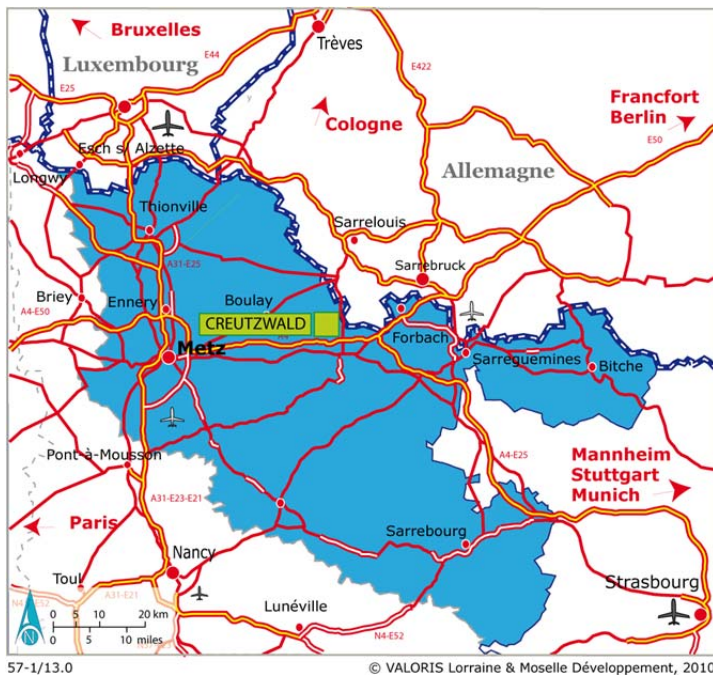 Bruxelles
Trèves
E44
Luxembourg
E422
E25
Francfort
Berlin
Cologne
E50
Esch s/ Alzette
Allemagne
Longwy
Thionville
Sarrelouis
A31-E25
Sarrebruck
Briey
Ennery
Boulay
A4-E50
CREUTZWALD
Forbach
Metz
Sarreguemines
Bitche
Pont-à-Mousson
A4-E25
Mannheim
Stuttgart
Munich
A31-E23-E21
Paris
Sarrebourg
Nancy
Toul
Strasbourg
A31-E21
0 5 10 20 km
Lunéville
0 5 10 miles
N4-E52
N
57-1/13.0
© VALORIS Lorraine & Moselle Développement, 2010